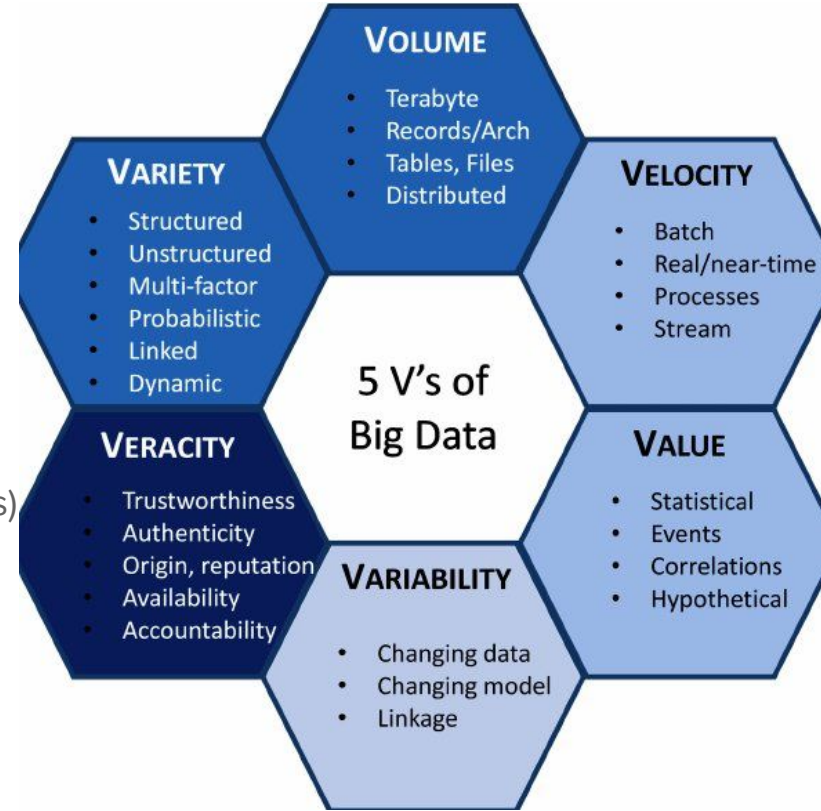 VOLUME
• Terabyte
• Records/Arch
• Tables, Files
• Distributed
VARIETY
• Structured
• Unstructured
• Multi-factor
• Probabilistic
• Linked
• Dynamic
VELOCITY
• Batch
• Real/near-time
• Processes
• Stream
5 V's of
Big Data
VERACITY
• Trustworthiness
• Authenticity
• Origin, reputation
• Availability
• Accountability
s)
VALUE
• Statistical
• Events
• Correlations
• Hypothetical
VARIABILITY
• Changing data
• Changing model
• Linkage